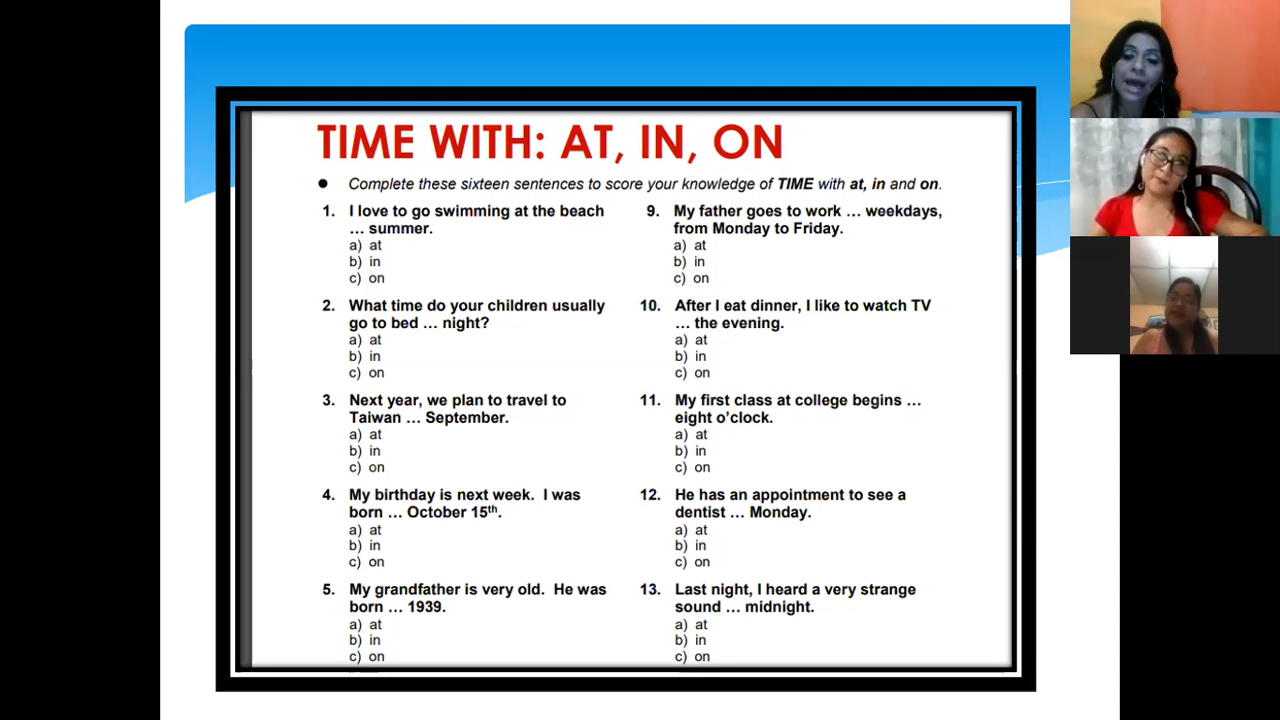 TIME WITH: AT, IN, ON
● Complete these sixteen sentences to score your knowledge of TIME with at, in and on.
1. I love to go swimming at the beach
… summer.
a) at
b) in
c) on
2. What time do your children usually
go to bed … night?
a) at
b) in
c) on
3. Next year, we plan to travel to
Taiwan … September.
a) at
b) in
c) on
4. My birthday is next week. I was
born … October 15th.
a) at
b) in
c) on
5. My grandfather is very old. He was
born … 1939.
a) at
b) in
c) on
9. My father goes to work … weekdays,
from Monday to Friday.
a) at
b) in
c) on
10. After I eat dinner, I like to watch TV
… the evening.
a) at
b) in
c) on
11. My first class at college begins …
eight o’clock.
a) at
b) in
c) on
12. He has an appointment to see a
dentist … Monday.
a) at
b) in
c) on
13. Last night, I heard a very strange
sound … midnight.
a) at
b) in
c) on